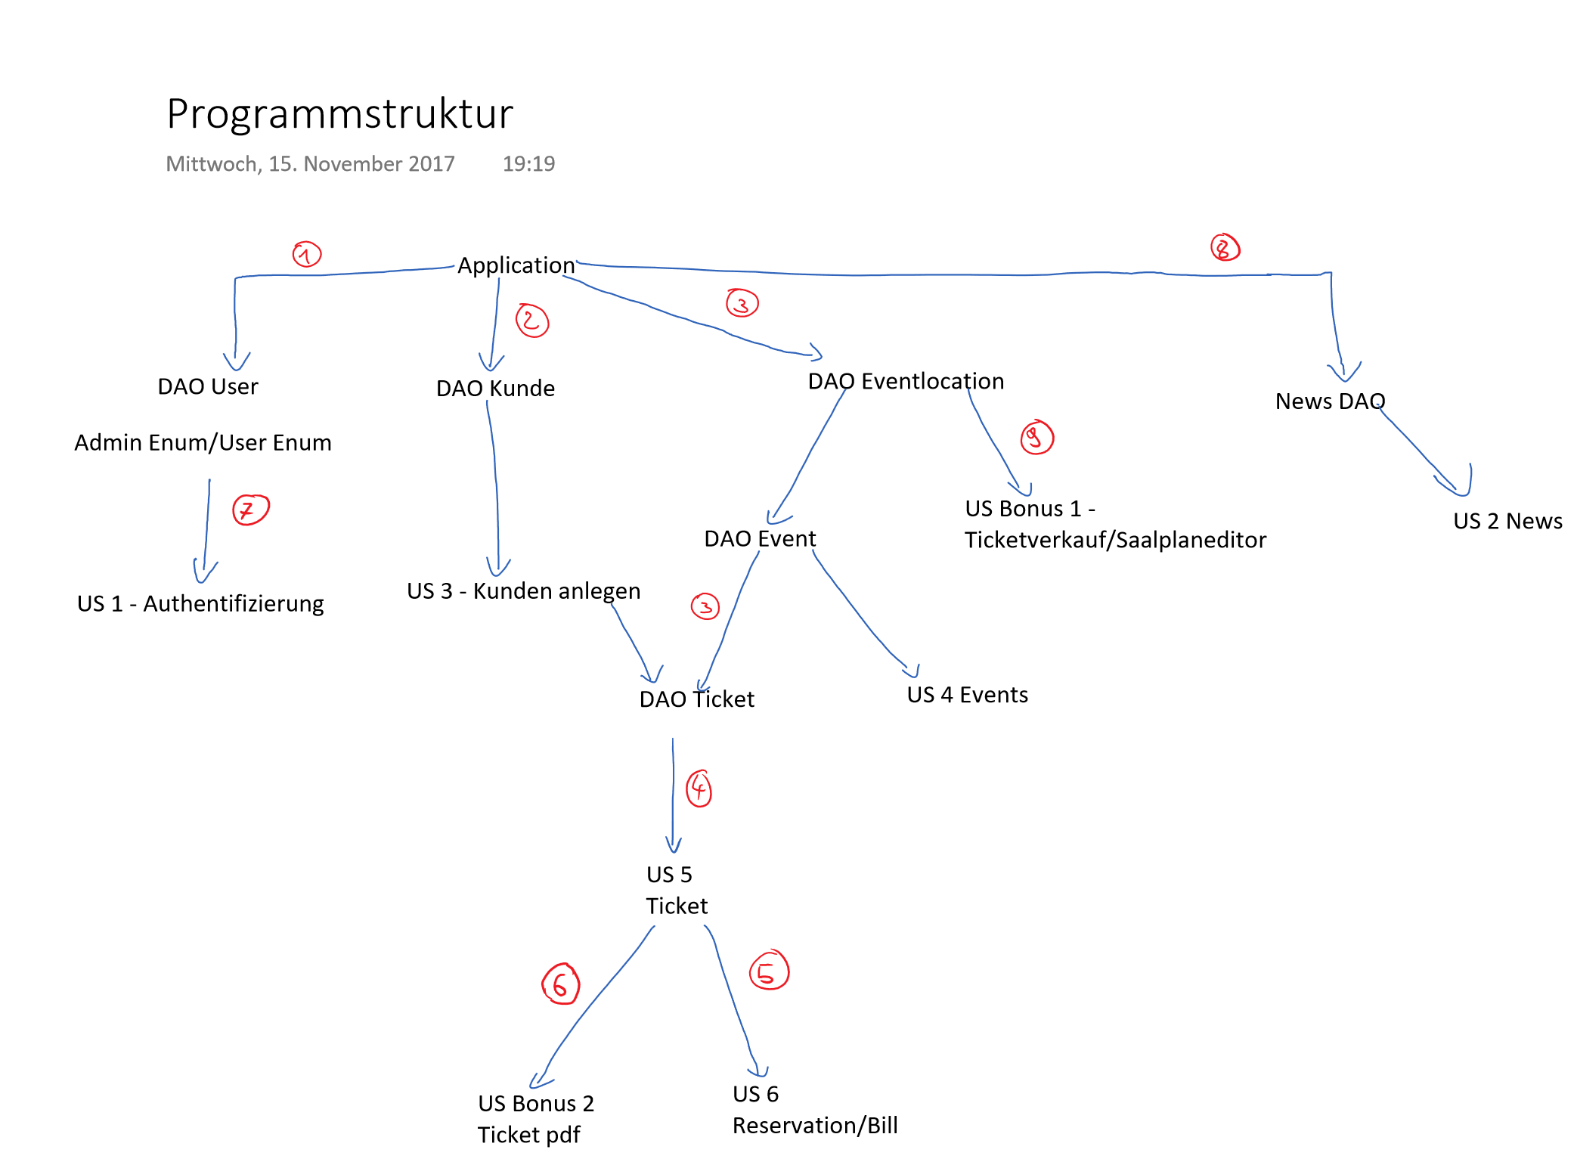 Programmstruktur
Mittwoch, 15. November 2017 19:19
1
8
Application
3
2
DAO User
DAO Kunde
DAO Eventlocation
News DAO
Admin Enum/User Enum
9
7
US Bonus 1 -
Ticketverkauf/Saalplaneditor
US 2 News
DAO Event
US 1 - Authentifizierung
US 3 - Kunden anlegen
3
DAO Ticket
US 4 Events
4
US 5
Ticket
6
5
US Bonus 2
Ticket pdf
US 6
Reservation/Bill